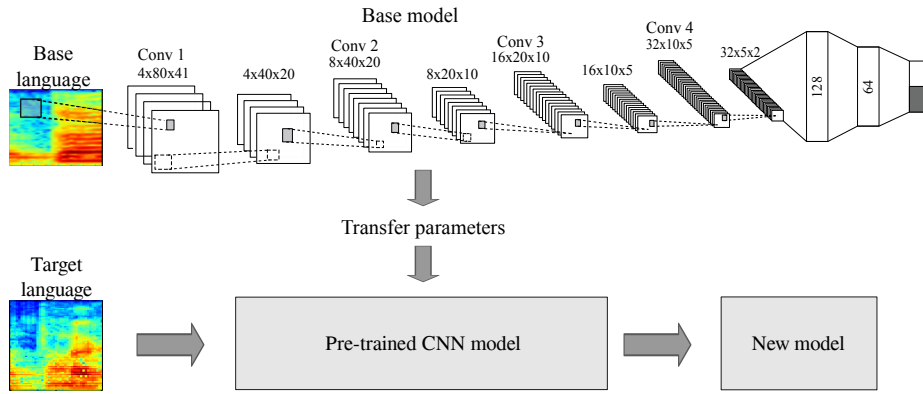 Base model
Base
language
Conv 1
4x80x41
4x40x20
Conv 2
8x40x20
8x20x10
Conv 3
16x20x10
16x10x5
Conv 4
32x10x5
32x5x2
128
64
Transfer parameters
Target
language
Pre-trained CNN model
New model